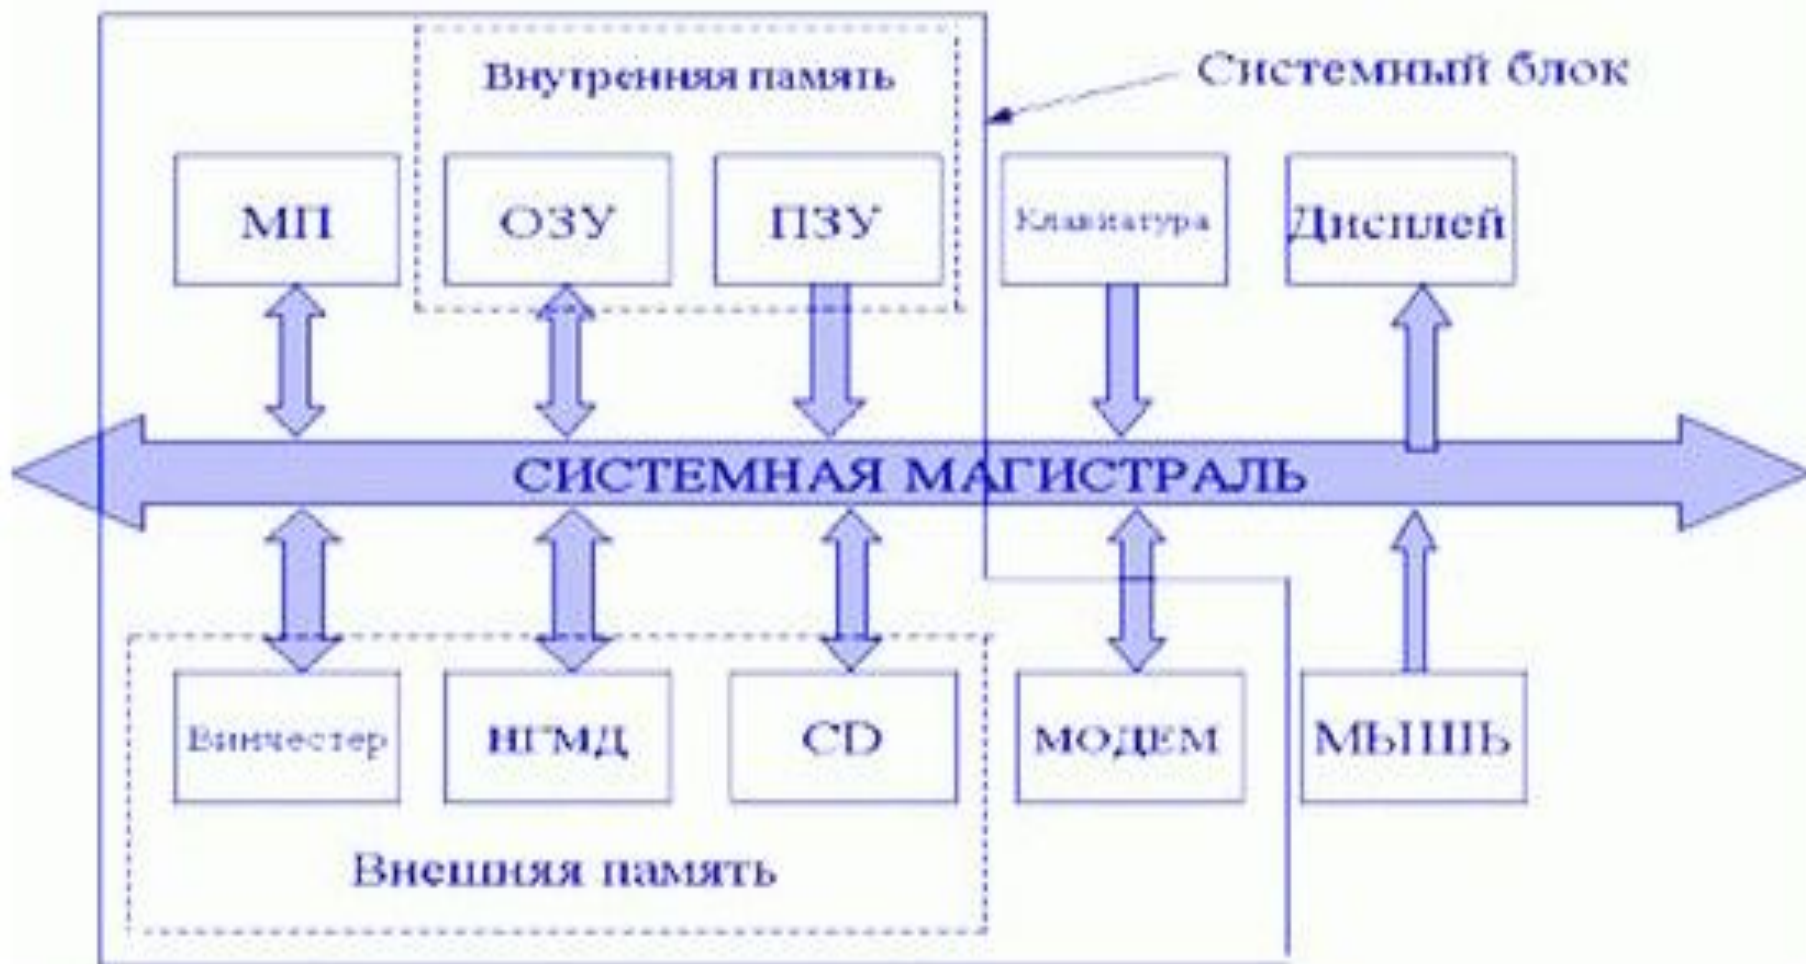 Внутренняя память
Системный блок
МП
ОЗУ
ПЗУ
Клавиатура
Дисплей
СИСТЕМНАЯ МАГИСТРАЛЬ
Винчестер
НГМД
CD
МОДЕМ
МЫШЬ
Внешняя память